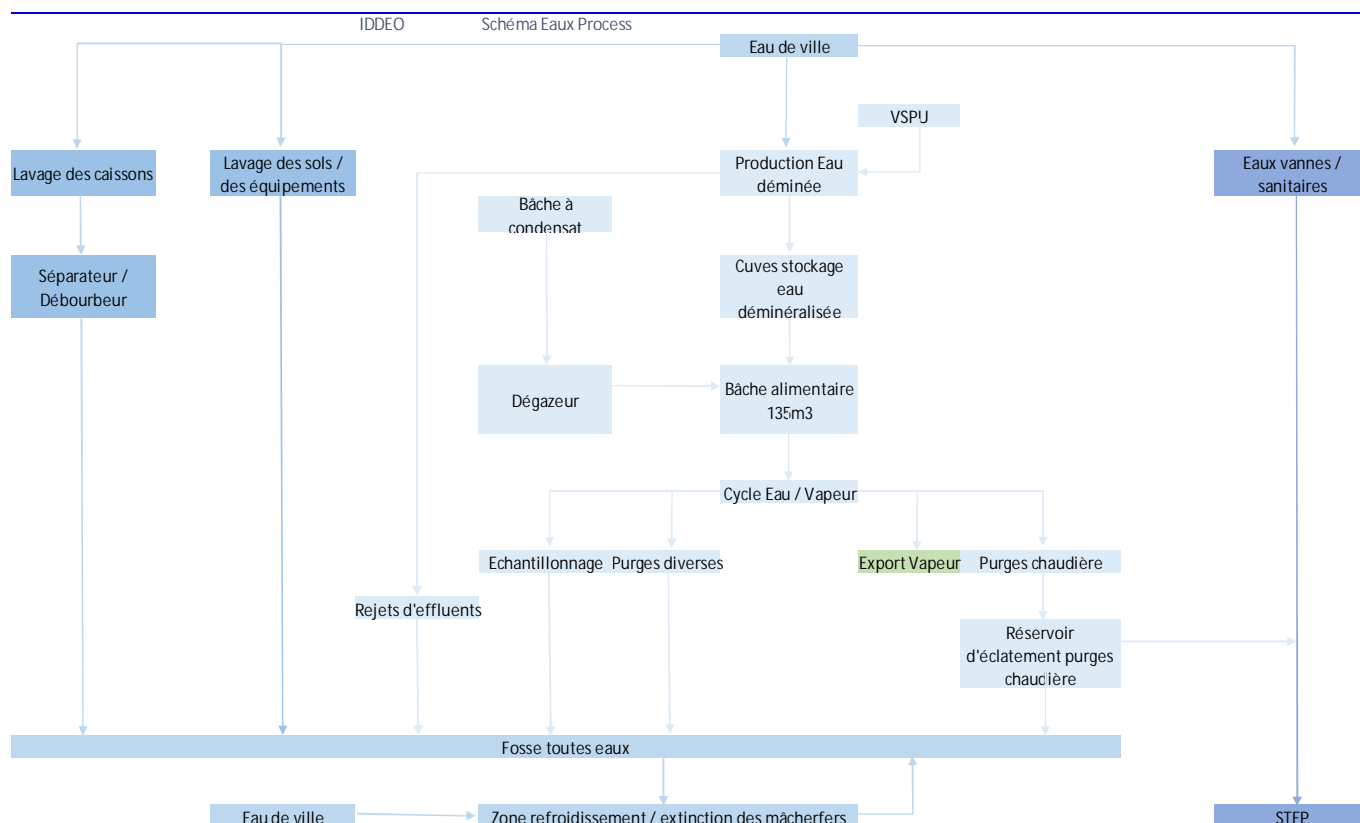 IDDEO Schéma Eaux Process
Eau de ville
VSPU
Lavage des caissons
Lavage des sols /
des équipements
Production Eau
déminée
Eaux vannes /
sanitaires
Bâche à
condensat
Séparateur /
Débourbeur
Cuves stockage
eau
déminéralisée
Dégazeur
Bâche alimentaire
135m3
Cycle Eau / Vapeur
Echantillonnage
Purges diverses
Export Vapeur
Purges chaudière
Rejets d'effluents
Réservoir
d'éclatement purges
chaudière
Fosse toutes eaux
Eau de ville
Zone refroidissement / extinction des mâcherfers
STEP